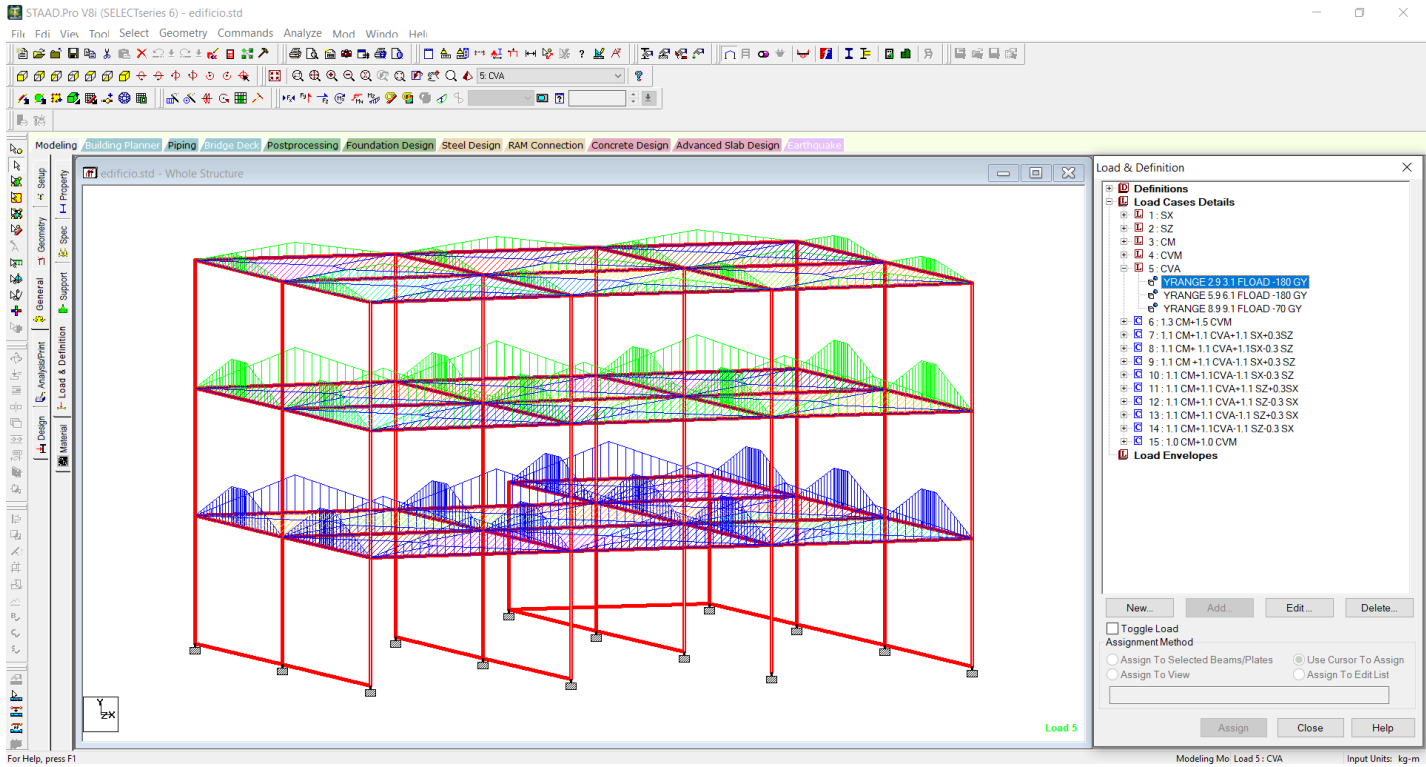 STAAD.Pro V8i (SELECTseries 6) - edificio.std
Fil Edi Viev Tool Select Geometry Commands Analyze Mod Windo Hel
5: CVA
Modeling Building Planner Piping Bridge Deck Postprocessing Foundation Design Steel Design RAM Connection Concrete Design Advanced Slab Design Earthquake
Setup
Geometry
General
Analysis/Print
Design
Property
Spec
Support
Load & Definition
Material
edificio.std - Whole Structure
Y
ZX
Load 5
Load & Definition
Definitions
Load Cases Details
1 : SX
2 : SZ
3 : CM
4 : CVM
5 : CVA
YRANGE 2.9 3.1 FLOAD -180 GY
YRANGE 5.9 6.1 FLOAD -180 GY
YRANGE 8.9 9.1 FLOAD -70 GY
6 : 1.3 CM+1.5 CVM
7 : 1.1 CM+1.1 CVA+1.1 SX+0.3SZ
8 : 1.1 CM+ 1.1 CVA+1.1SX-0.3 SZ
9 : 1.1 CM+ 1.1 CVA-1.1 SX+0.3 SZ
10 : 1.1 CM+1.1CVA-1.1 SX-0.3 SZ
11 : 1.1 CM+1.1 CVA+1.1 SZ+0.3SX
12 : 1.1 CM+1.1 CVA+1.1 SZ-0.3 SX
13 : 1.1 CM+1.1 CVA-1.1 SZ+0.3 SX
14 : 1.1 CM+1.1CVA-1.1 SZ-0.3 SX
15 : 1.0 CM+1.0 CVM
Load Envelopes
New... Add... Edit... Delete...
Toggle Load
Assignment Method
Assign To Selected Beams/Plates Use Cursor To Assign
Assign To View Assign To Edit List
Assign Close Help
For Help, press F1
Modeling Mo Load 5 : CVA Input Units: kg-m